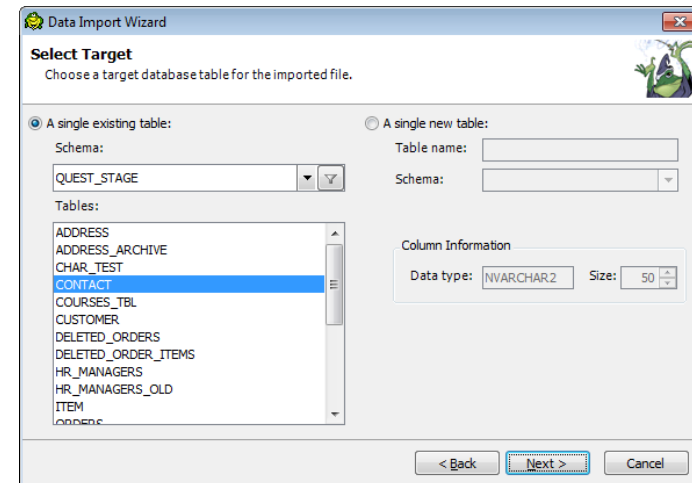 Data Import Wizard
Select Target
Choose a target database table for the imported file.
A single existing table:
Schema:
QUEST_STAGE
Tables:
ADDRESS
ADDRESS_ARCHIVE
CHAR_TEST
CONTACT
COURSES_TBL
CUSTOMER
DELETED_ORDERS
DELETED_ORDER_ITEMS
HR_MANAGERS
HR_MANAGERS_OLD
ITEM
ORDERS
A single new table:
Table name:
Schema:
Column Information
Data type: NVARCHAR2 Size: 50
< Back Next > Cancel